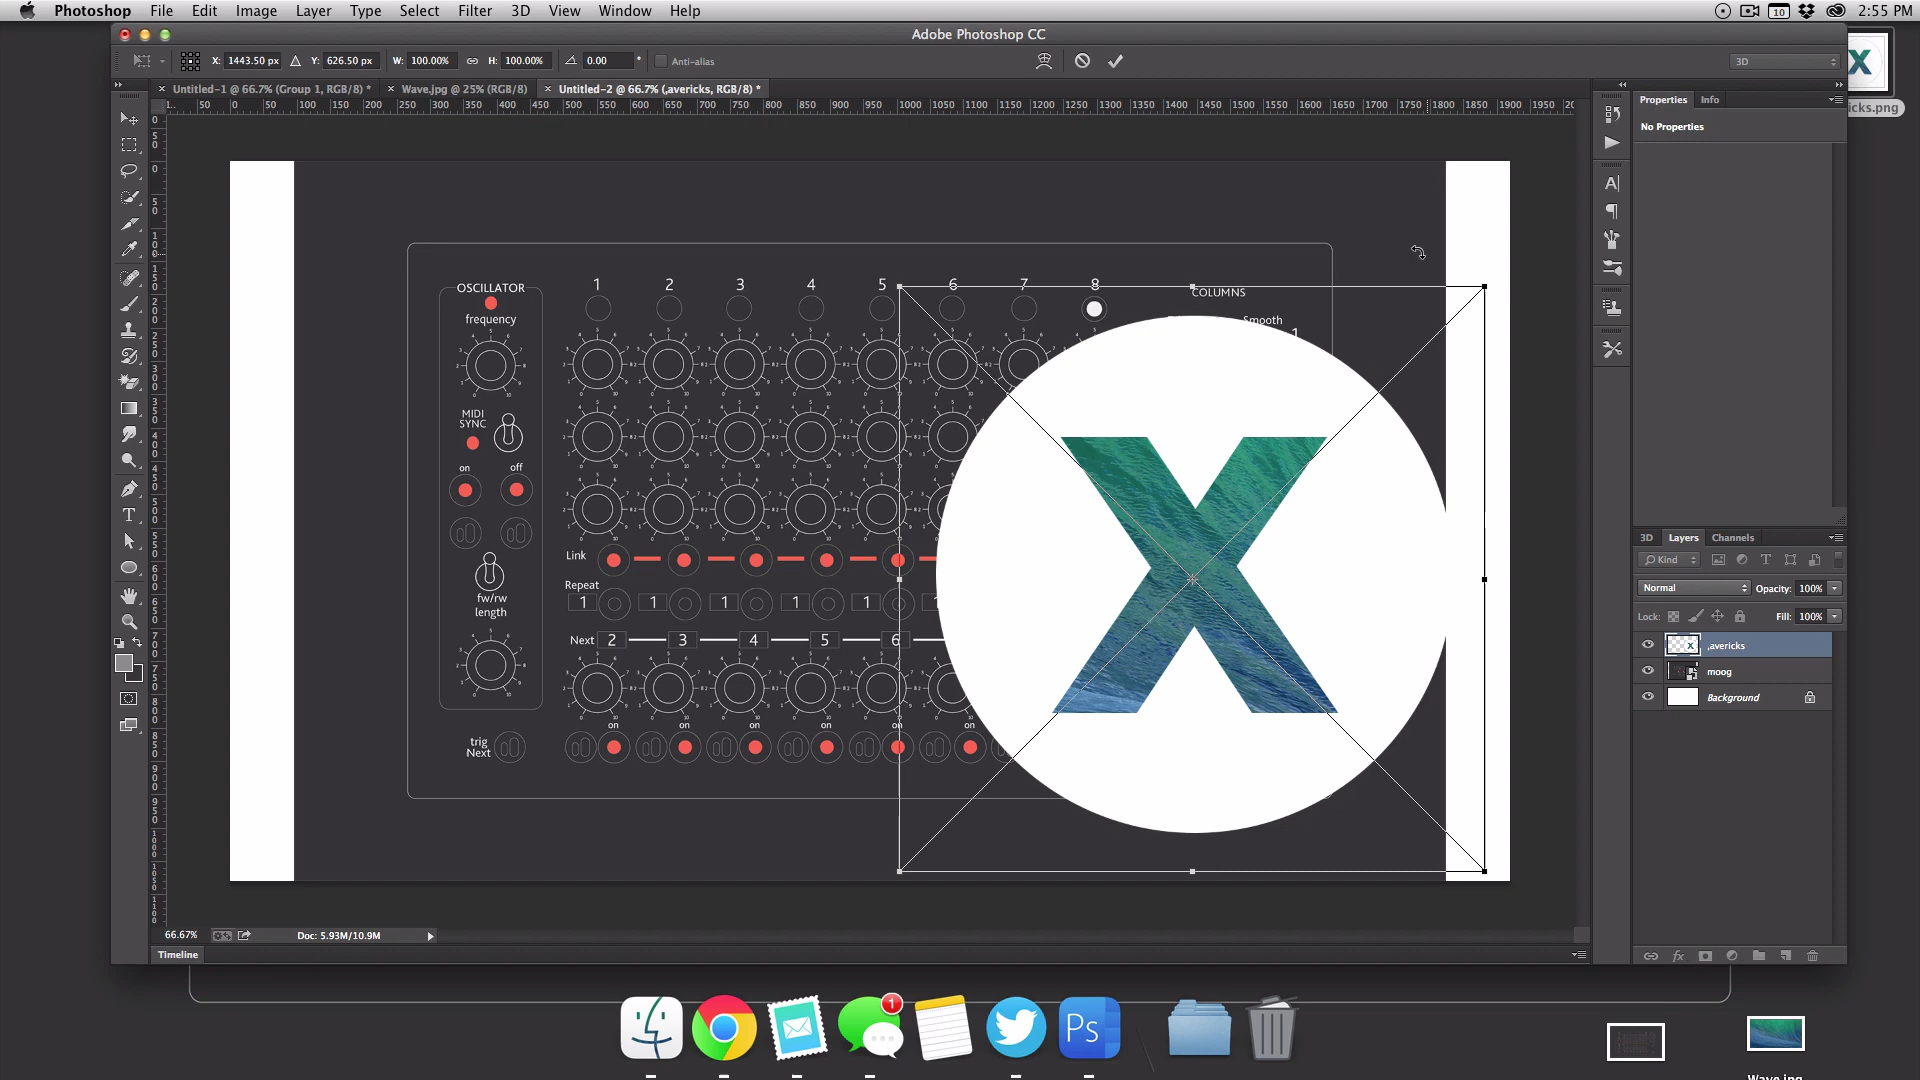 Photoshop File Edit Image Layer Type Select Filter 3D View Window Help 10 2:55 PM
Adobe Photoshop CC
X: 1443.50 px Y: 626.50 px W: 100.00% H: 100.00% 0.00 ° Anti-alias 3D
Untitled-1 @ 66.7% (Group 1, RGB/8) * Wave.jpg @ 25% (RGB/8) Untitled-2 @ 66.7% (,avericks, RGB/8) *
50 0 50 100 150 200 250 300 350 400 450 500 550 600 650 700 750 800 850 900 950 1000 1050 1100 1150 1200 1250 1300 1350 1400 1450 1500 1550 1600 1650 1700 1750 1800 1850 1900 1950
Properties Info
No Properties
X
icks.png
OSCILLATOR
frequency
MIDI
SYNC
on off
fw/rw
length
trig
Next
1 2 3 4 5 6 7 8
COLUMNS
Smooth
1
Link
Repeat
1 1 1 1 1 1
Next 2 3 4 5 6
on on on on on on
X
3D Layers Channels
Kind
Normal Opacity: 100%
Lock: Fill: 100%
,avericks
moog
Background
66.67% Doc: 5.93M/10.9M
Timeline
1
Ps
Wave.jpg